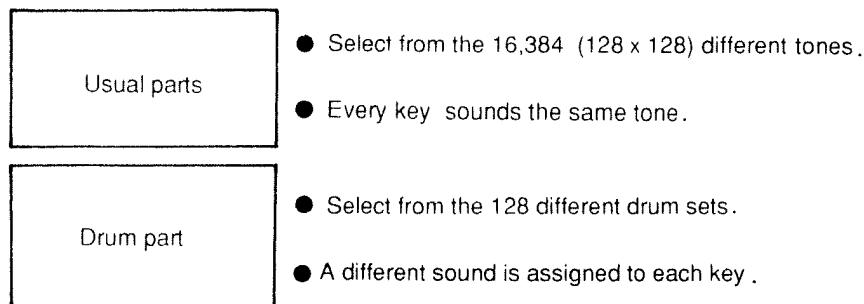 Usual parts
● Select from the 16,384 (128 x 128) different tones.
● Every key sounds the same tone.
Drum part
● Select from the 128 different drum sets.
● A different sound is assigned to each key.